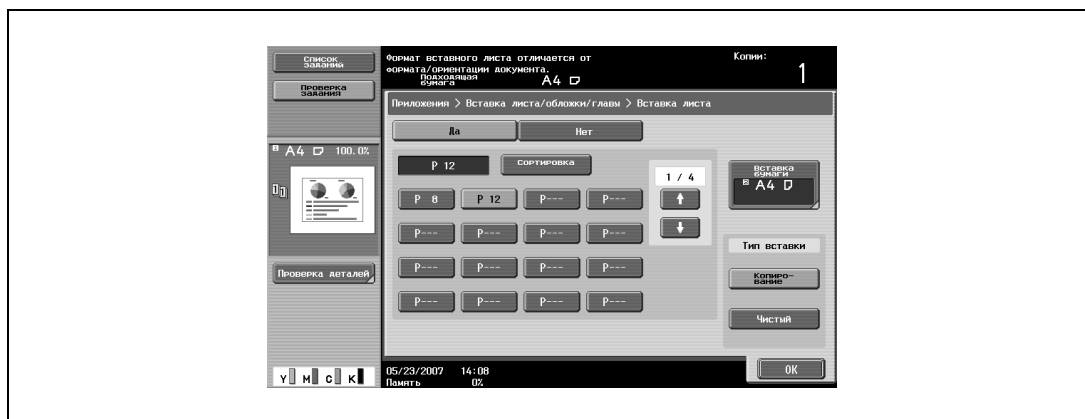 Список
заданий
Проверка
задания
Формат вставного листа отличается от
формата/ориентации документа.
Подходящая
бумага
A4
Копии:
1
Приложения > Вставка листа/обложки/главы > Вставка листа
Да
Нет
A4 100.0%
P 12
Сортировка
1 / 4
P 8
P 12
P---
P---
P---
P---
P---
P---
P---
P---
P---
P---
P---
P---
P---
P---
Вставка
бумаги
A4
Тип вставки
Копиро-
вание
Чистый
Проверка деталей
Y M C K
05/23/2007 14:08
Память 0%
OK